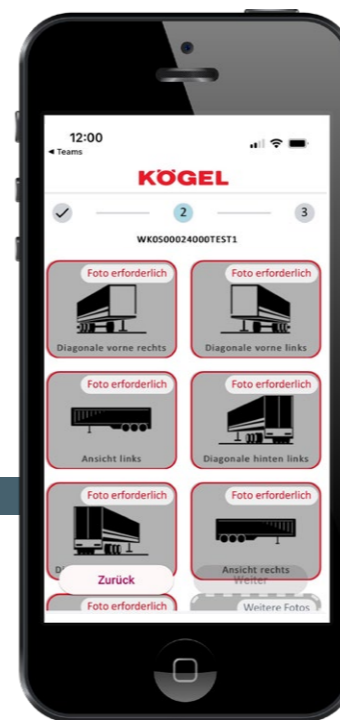 12:00
◀ Teams
KÖGEL
2
3
WK0S00024000TEST1
Foto erforderlich
Foto erforderlich
Diagonale vorne rechts
Diagonale vorne links
Foto erforderlich
Foto erforderlich
Ansicht links
Diagonale hinten links
Foto erforderlich
Foto erforderlich
Ansicht rechts
Zurück
Weiter
Foto erforderlich
Weitere Fotos